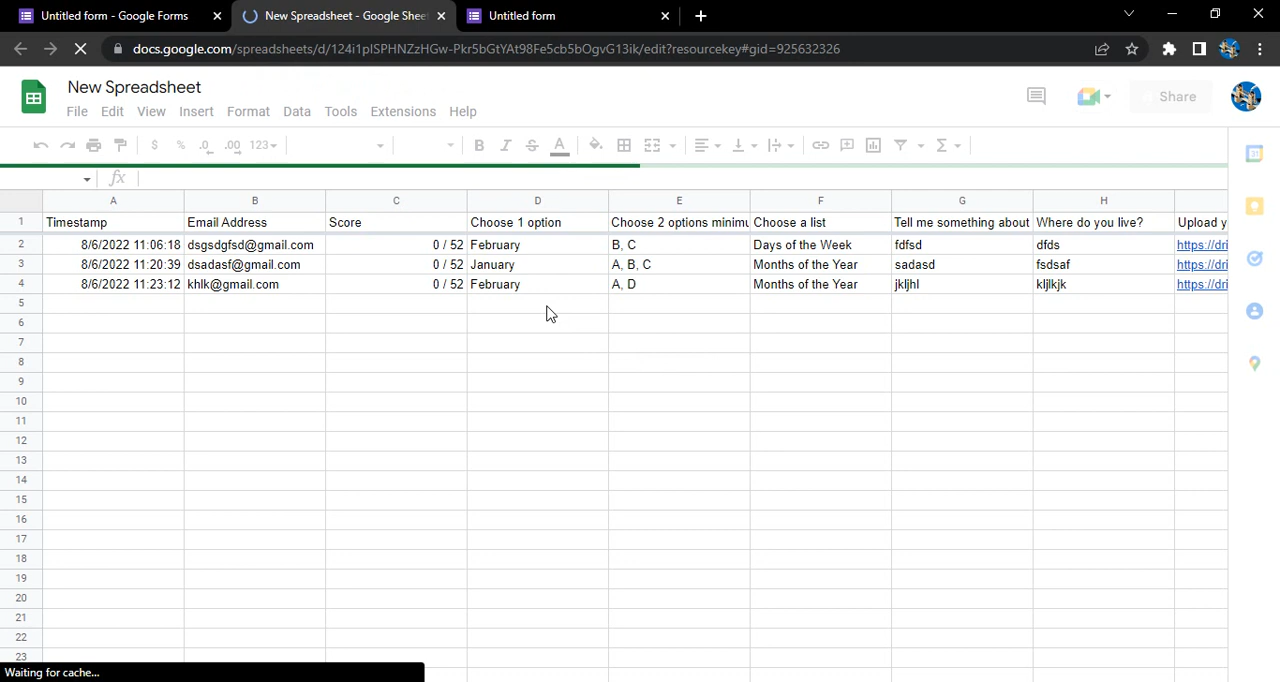 Untitled form - Google Forms
New Spreadsheet - Google Shee
Untitled form
docs.google.com/spreadsheets/d/124i1pISPHNZzHGw-Pkr5bGtYAt98Fe5cb5bOgvG13ik/edit?resourcekey#gid=925632326
New Spreadsheet
File Edit View Insert Format Data Tools Extensions Help
Share
$ % .0 .00 123 B I S A Σ
fx
A B C D E F G H
1 Timestamp Email Address Score Choose 1 option Choose 2 options minimu Choose a list Tell me something about Where do you live? Upload y
2 8/6/2022 11:06:18 dsgsdgfsd@gmail.com 0 / 52 February B, C Days of the Week fdfsd dfds https://dri
3 8/6/2022 11:20:39 dsadasf@gmail.com 0 / 52 January A, B, C Months of the Year sadasd fsdsaf https://dri
4 8/6/2022 11:23:12 khlk@gmail.com 0 / 52 February A, D Months of the Year jkljhl kljlkjk https://dri
5
6
7
8
9
10
11
12
13
14
15
16
17
18
19
20
21
22
23
Waiting for cache...